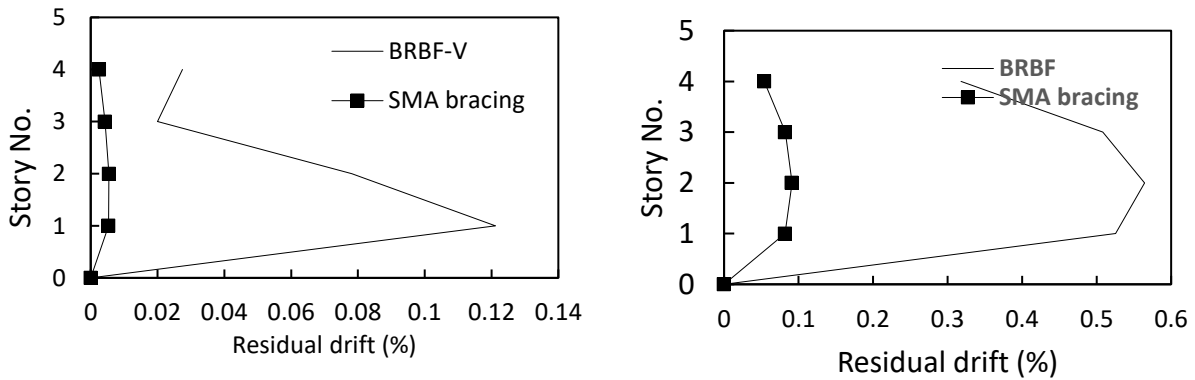 5
4
3
2
1
0
Story No.
BRBF-V
SMA bracing
0 0.02 0.04 0.06 0.08 0.1 0.12 0.14
Residual drift (%)
5
4
3
2
1
0
Story No.
BRBF
SMA bracing
0 0.1 0.2 0.3 0.4 0.5 0.6
Residual drift (%)